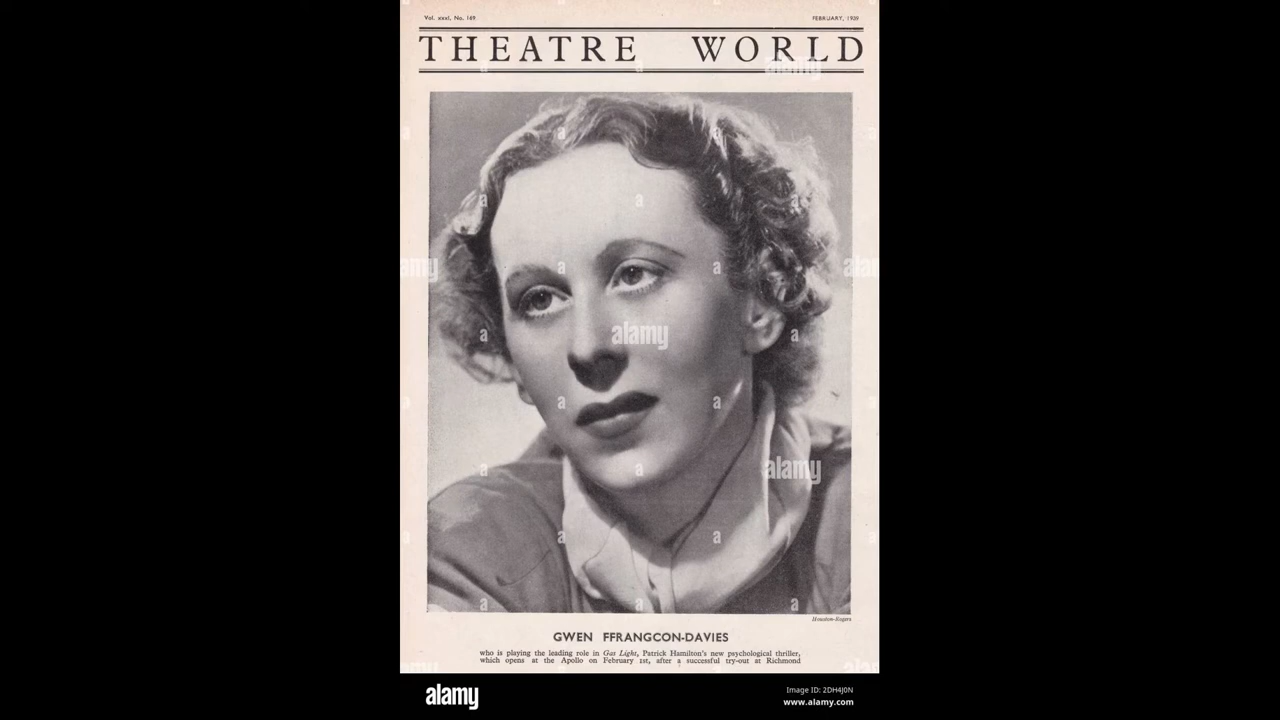 Vol. xxxi, No. 169
FEBRUARY, 1939
THEATRE WORLD
alamy
Houston-Rogers
GWEN FFRANGCON-DAVIES
who is playing the leading role in Gas Light, Patrick Hamilton's new psychological thriller,
which opens at the Apollo on February 1st, after a successful try-out at Richmond
alamy
Image ID: 2DH4J0N
www.alamy.com